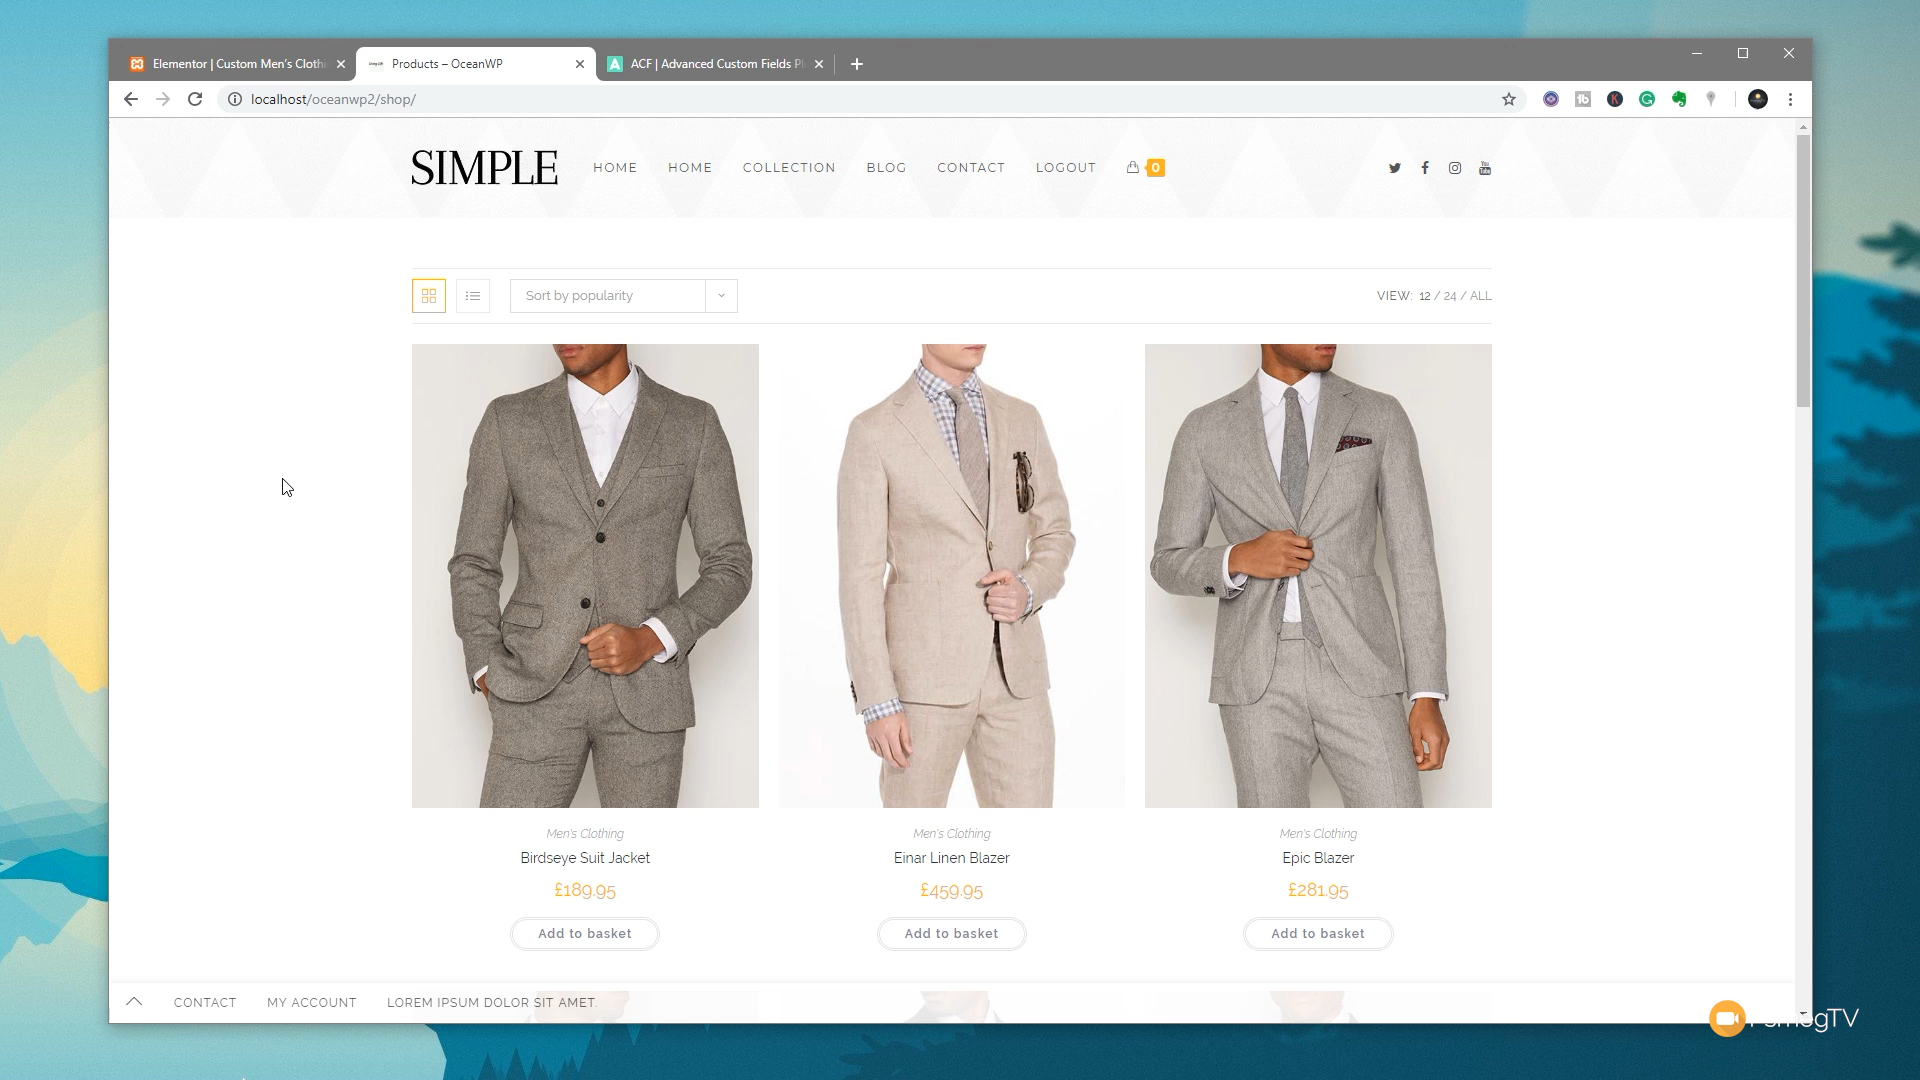 Elementor | Custom Men's Clothi
Products – OceanWP
ACF | Advanced Custom Fields Pl
localhost/oceanwp2/shop/
SIMPLE
HOME
HOME
COLLECTION
BLOG
CONTACT
LOGOUT
0
Sort by popularity
VIEW: 12 / 24 / ALL
Men's Clothing
Birdseye Suit Jacket
£189.95
Add to basket
Men's Clothing
Einar Linen Blazer
£459.95
Add to basket
Men's Clothing
Epic Blazer
£281.95
Add to basket
CONTACT
MY ACCOUNT
LOREM IPSUM DOLOR SIT AMET.